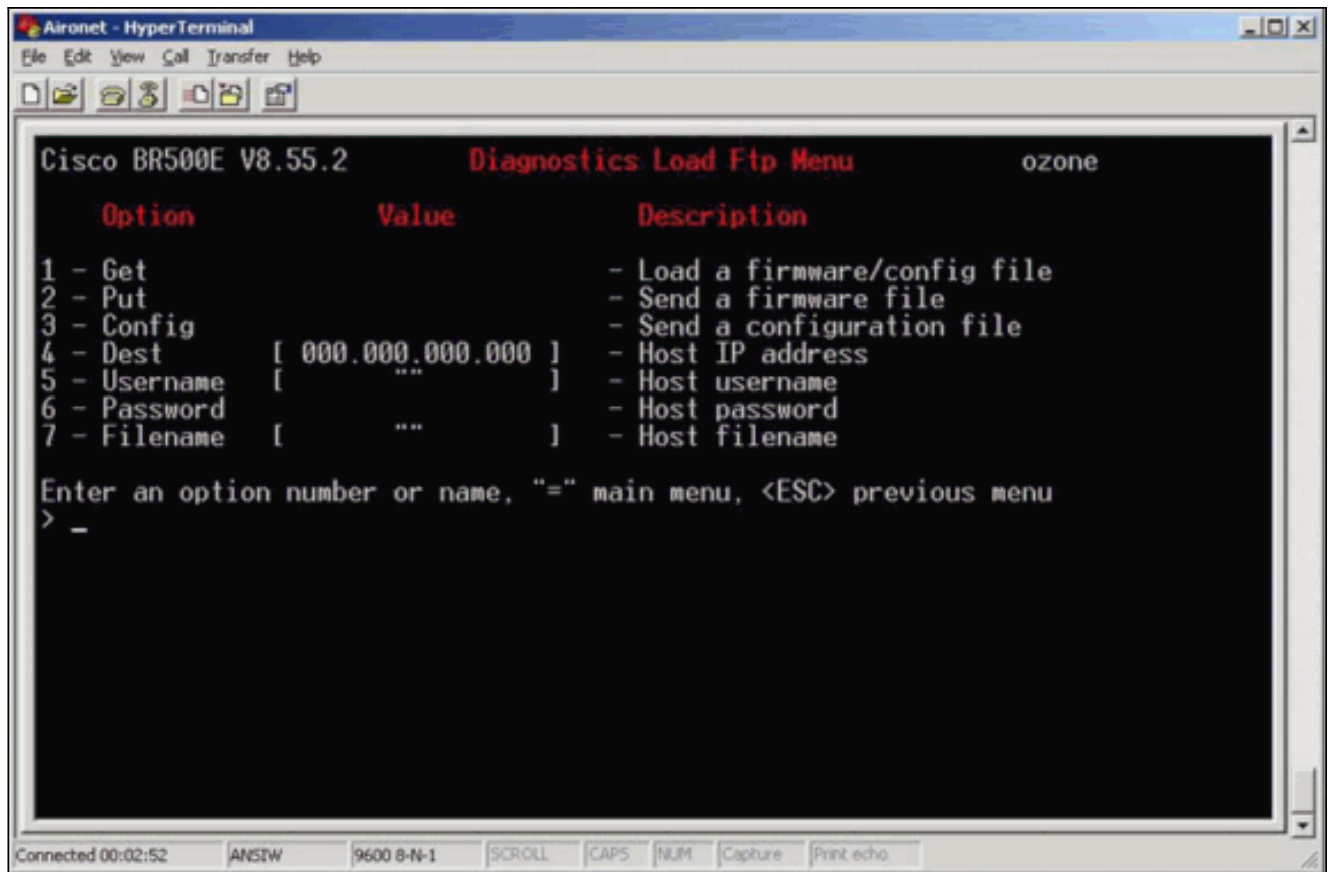 Aironet - HyperTerminal
File Edit View Call Transfer Help
Cisco BR500E V8.55.2 Diagnostics Load Ftp Menu ozone
Option Value Description
1 - Get - Load a firmware/config file
2 - Put - Send a firmware file
3 - Config - Send a configuration file
4 - Dest [ 000.000.000.000 ] - Host IP address
5 - Username [ "" ] - Host username
6 - Password - Host password
7 - Filename [ "" ] - Host filename
Enter an option number or name, "=" main menu, <ESC> previous menu
> _
Connected 00:02:52 ANSIW 9600 8-N-1 SCROLL CAPS NUM Capture Print echo